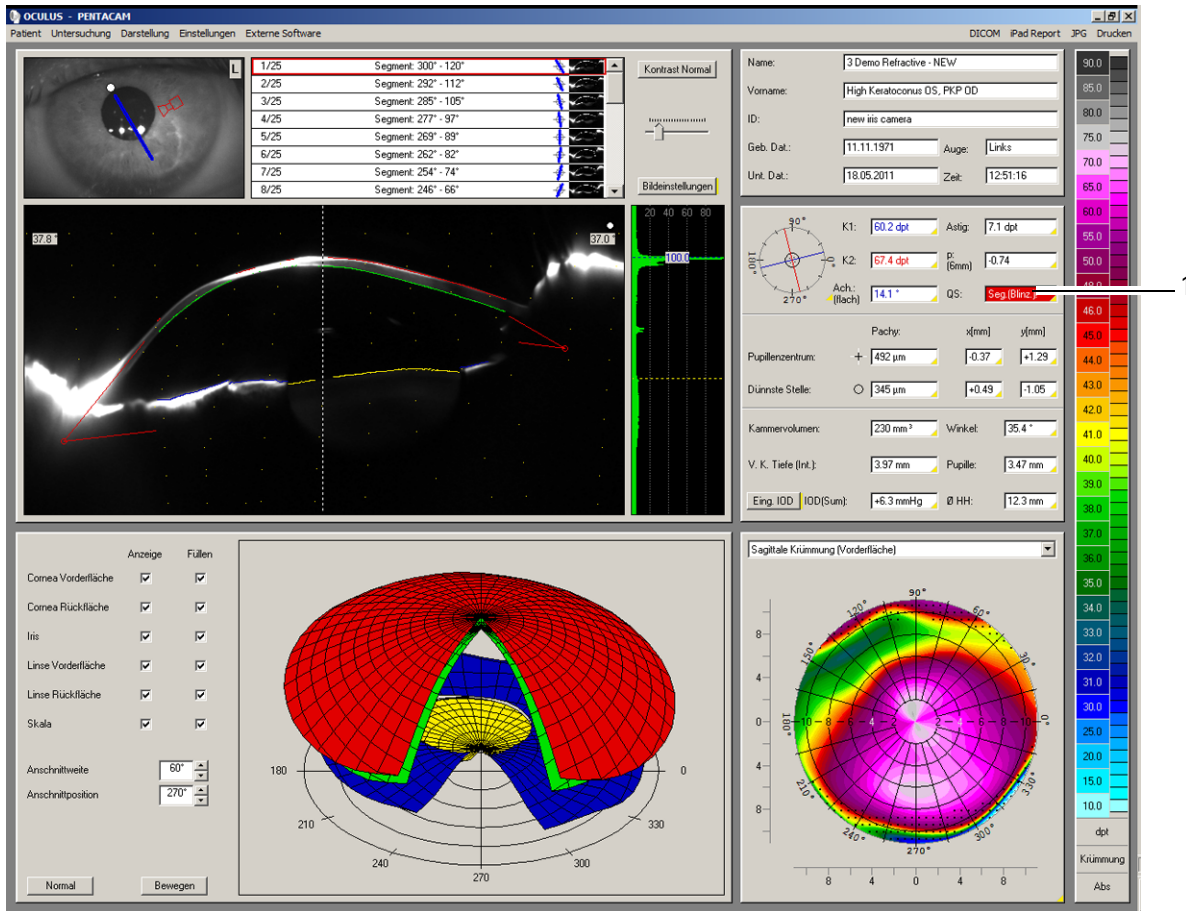 OCULUS - PENTACAM
Patient Untersuchung Darstellung Einstellungen Externe Software DICOM iPad Report JPG Drucken
L
1/25 Segment: 300° - 120°
2/25 Segment: 292° - 112°
3/25 Segment: 285° - 105°
4/25 Segment: 277° - 97°
5/25 Segment: 269° - 89°
6/25 Segment: 262° - 82°
7/25 Segment: 254° - 74°
8/25 Segment: 246° - 66°
Kontrast Normal
Bildeinstellungen
37.8 °
37.0 °
20 40 60 80
100.0
Name: 3 Demo Refractive - NEW
Vorname: High Keratoconus OS, PKP OD
ID: new iris camera
Geb. Dat.: 11.11.1971 Auge: Links
Unt. Dat.: 18.05.2011 Zeit: 12:51:16
90°
180° 0°
270°
K1: 60.2 dpt Astig: 7.1 dpt
K2: 67.4 dpt p: (6mm) -0.74
Ach.: (flach) 14.1 ° QS: Seg.(Blinz.)!
1
Pachy: x[mm] y[mm]
Pupillenzentrum: + 492 µm -0.37 +1.29
Dünnste Stelle: O 345 µm +0.49 -1.05
Kammervolumen: 230 mm³ Winkel: 35.4 °
V. K. Tiefe (Int.): 3.97 mm Pupille: 3.47 mm
Eing. IOD IOD(Sum): +6.3 mmHg Ø HH: 12.3 mm
Anzeige Füllen
Cornea Vorderfläche
Cornea Rückfläche
Iris
Linse Vorderfläche
Linse Rückfläche
Skala
Anschnittweite 60°
Anschnittposition 270°
Normal Bewegen
180 0
210 330
240 300
270
Sagittale Krümmung (Vorderfläche)
90°
120° 60°
150° 30°
180° 0°
210° 330°
240° 300°
270°
8
4
0
4
8
10 8 6 4 2 2 4 6 8 10
8 4 0 4 8
90.0
85.0
80.0
75.0
70.0
65.0
60.0
55.0
50.0
48.0
46.0
45.0
44.0
43.0
42.0
41.0
40.0
39.0
38.0
37.0
36.0
35.0
34.0
33.0
32.0
31.0
30.0
25.0
20.0
15.0
10.0
dpt
Krümmung
Abs